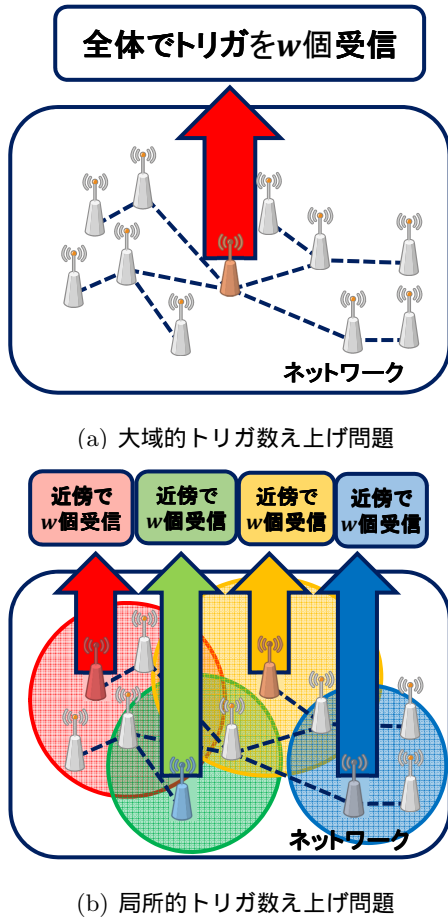 全体でトリガをw個受信
ネットワーク
(a) 大域的トリガ数え上げ問題
近傍で
w個受信
近傍で
w個受信
近傍で
w個受信
近傍で
w個受信
ネットワーク
(b) 局所的トリガ数え上げ問題